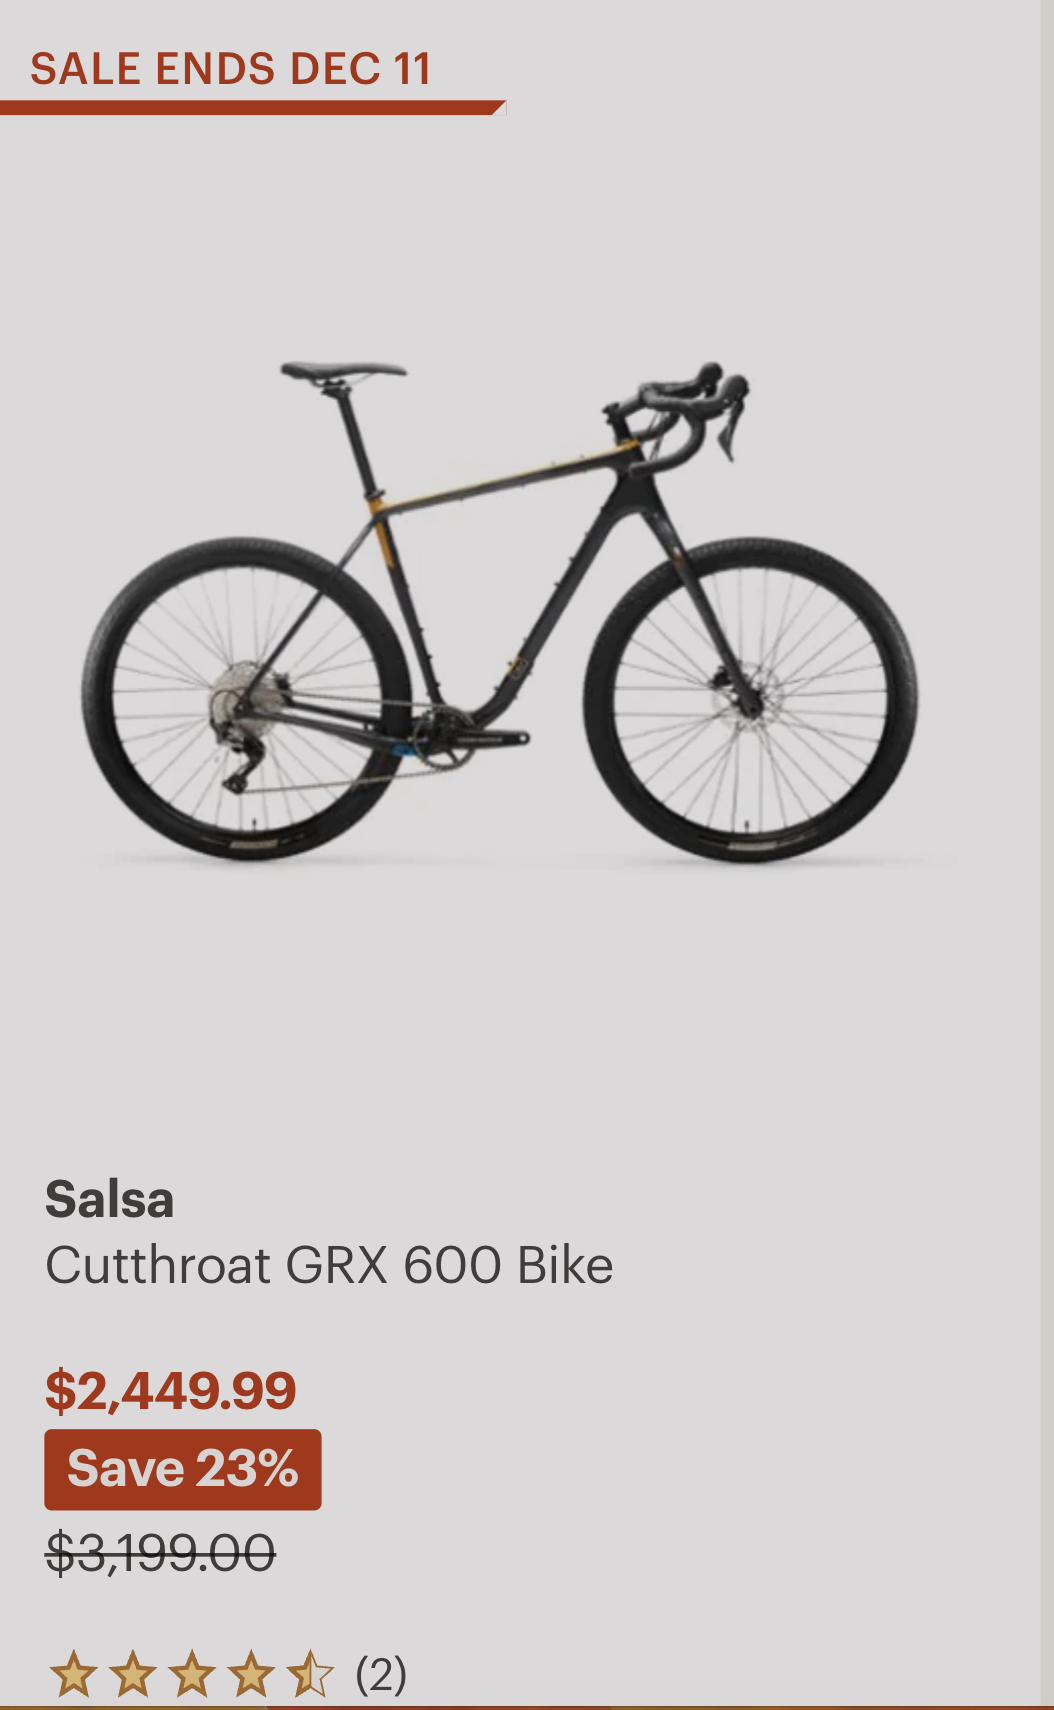 SALE ENDS DEC 11
Salsa
Cutthroat GRX 600 Bike
$2,449.99
Save 23%
$3,199.00
(2)